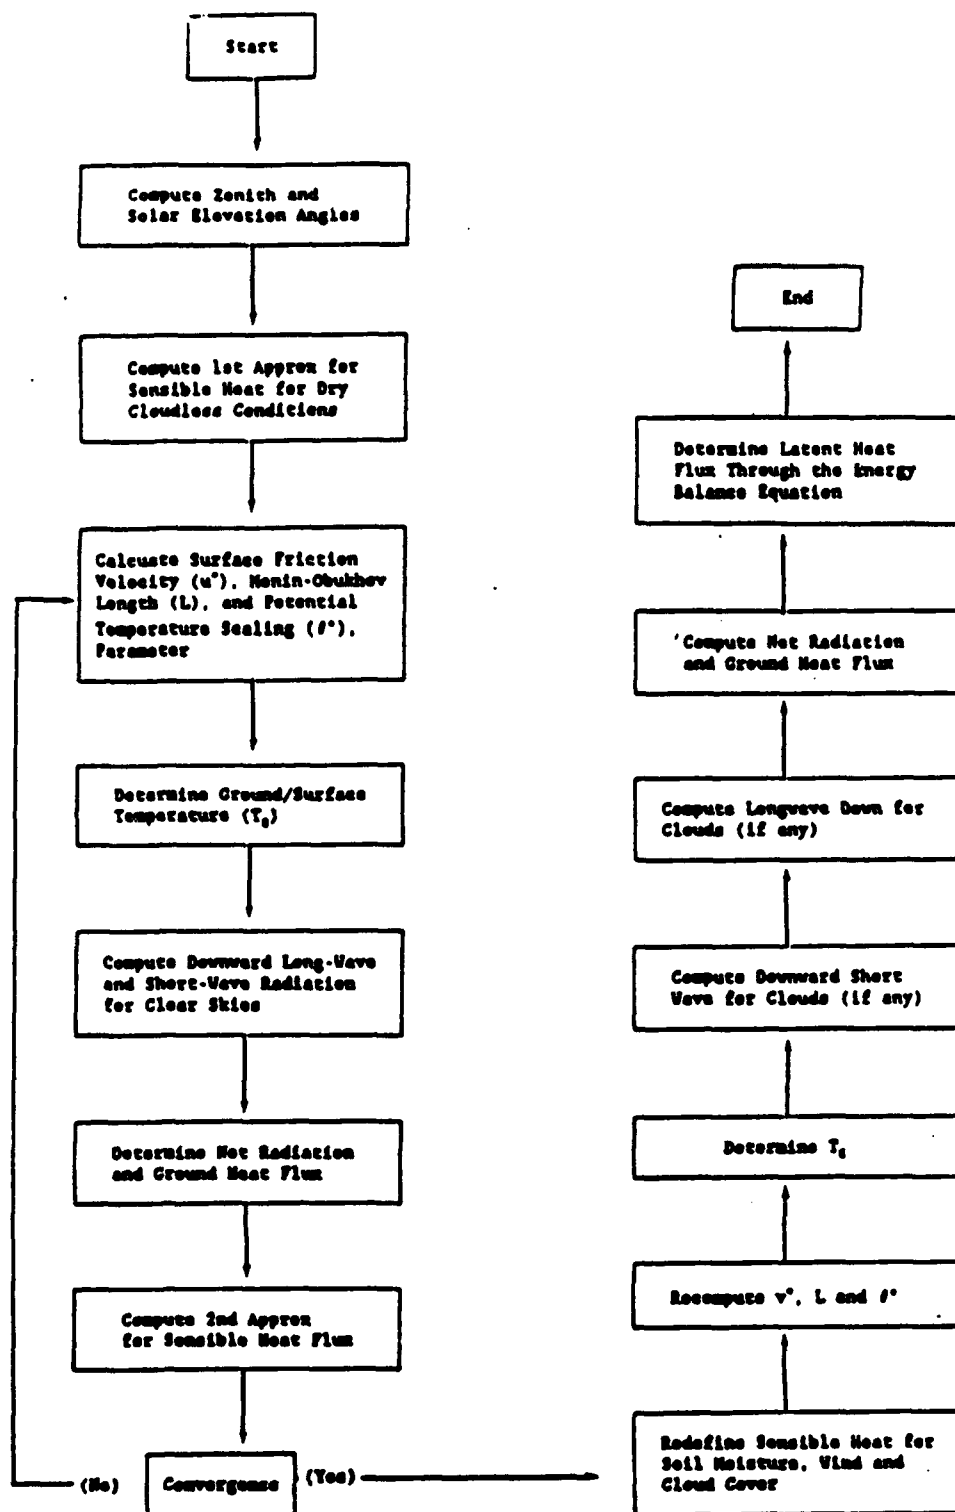 Start
Compute Zenith and
Solar Elevation Angles
Compute 1st Approx for
Sensible Heat for Dry
Cloudless Conditions
Calcuate Surface Friction
Velocity (u*), Monin-Obukhov
Length (L), and Potential
Temperature Scaling (θ*),
Parameter
Determine Ground/Surface
Temperature (T₀)
Compute Downward Long-Wave
and Short-Wave Radiation
for Clear Skies
Determine Net Radiation
and Ground Heat Flux
Compute 2nd Approx
for Sensible Heat Flux
(No) Convergence (Yes)
Redefine Sensible Heat for
Soil Moisture, Wind and
Cloud Cover
Recompute v*, L and θ*
Determine T₀
Compute Downward Short
Wave for Clouds (if any)
Compute Longwave Down for
Clouds (if any)
Compute Net Radiation
and Ground Heat Flux
Determine Latent Heat
Flux Through the Energy
Balance Equation
End